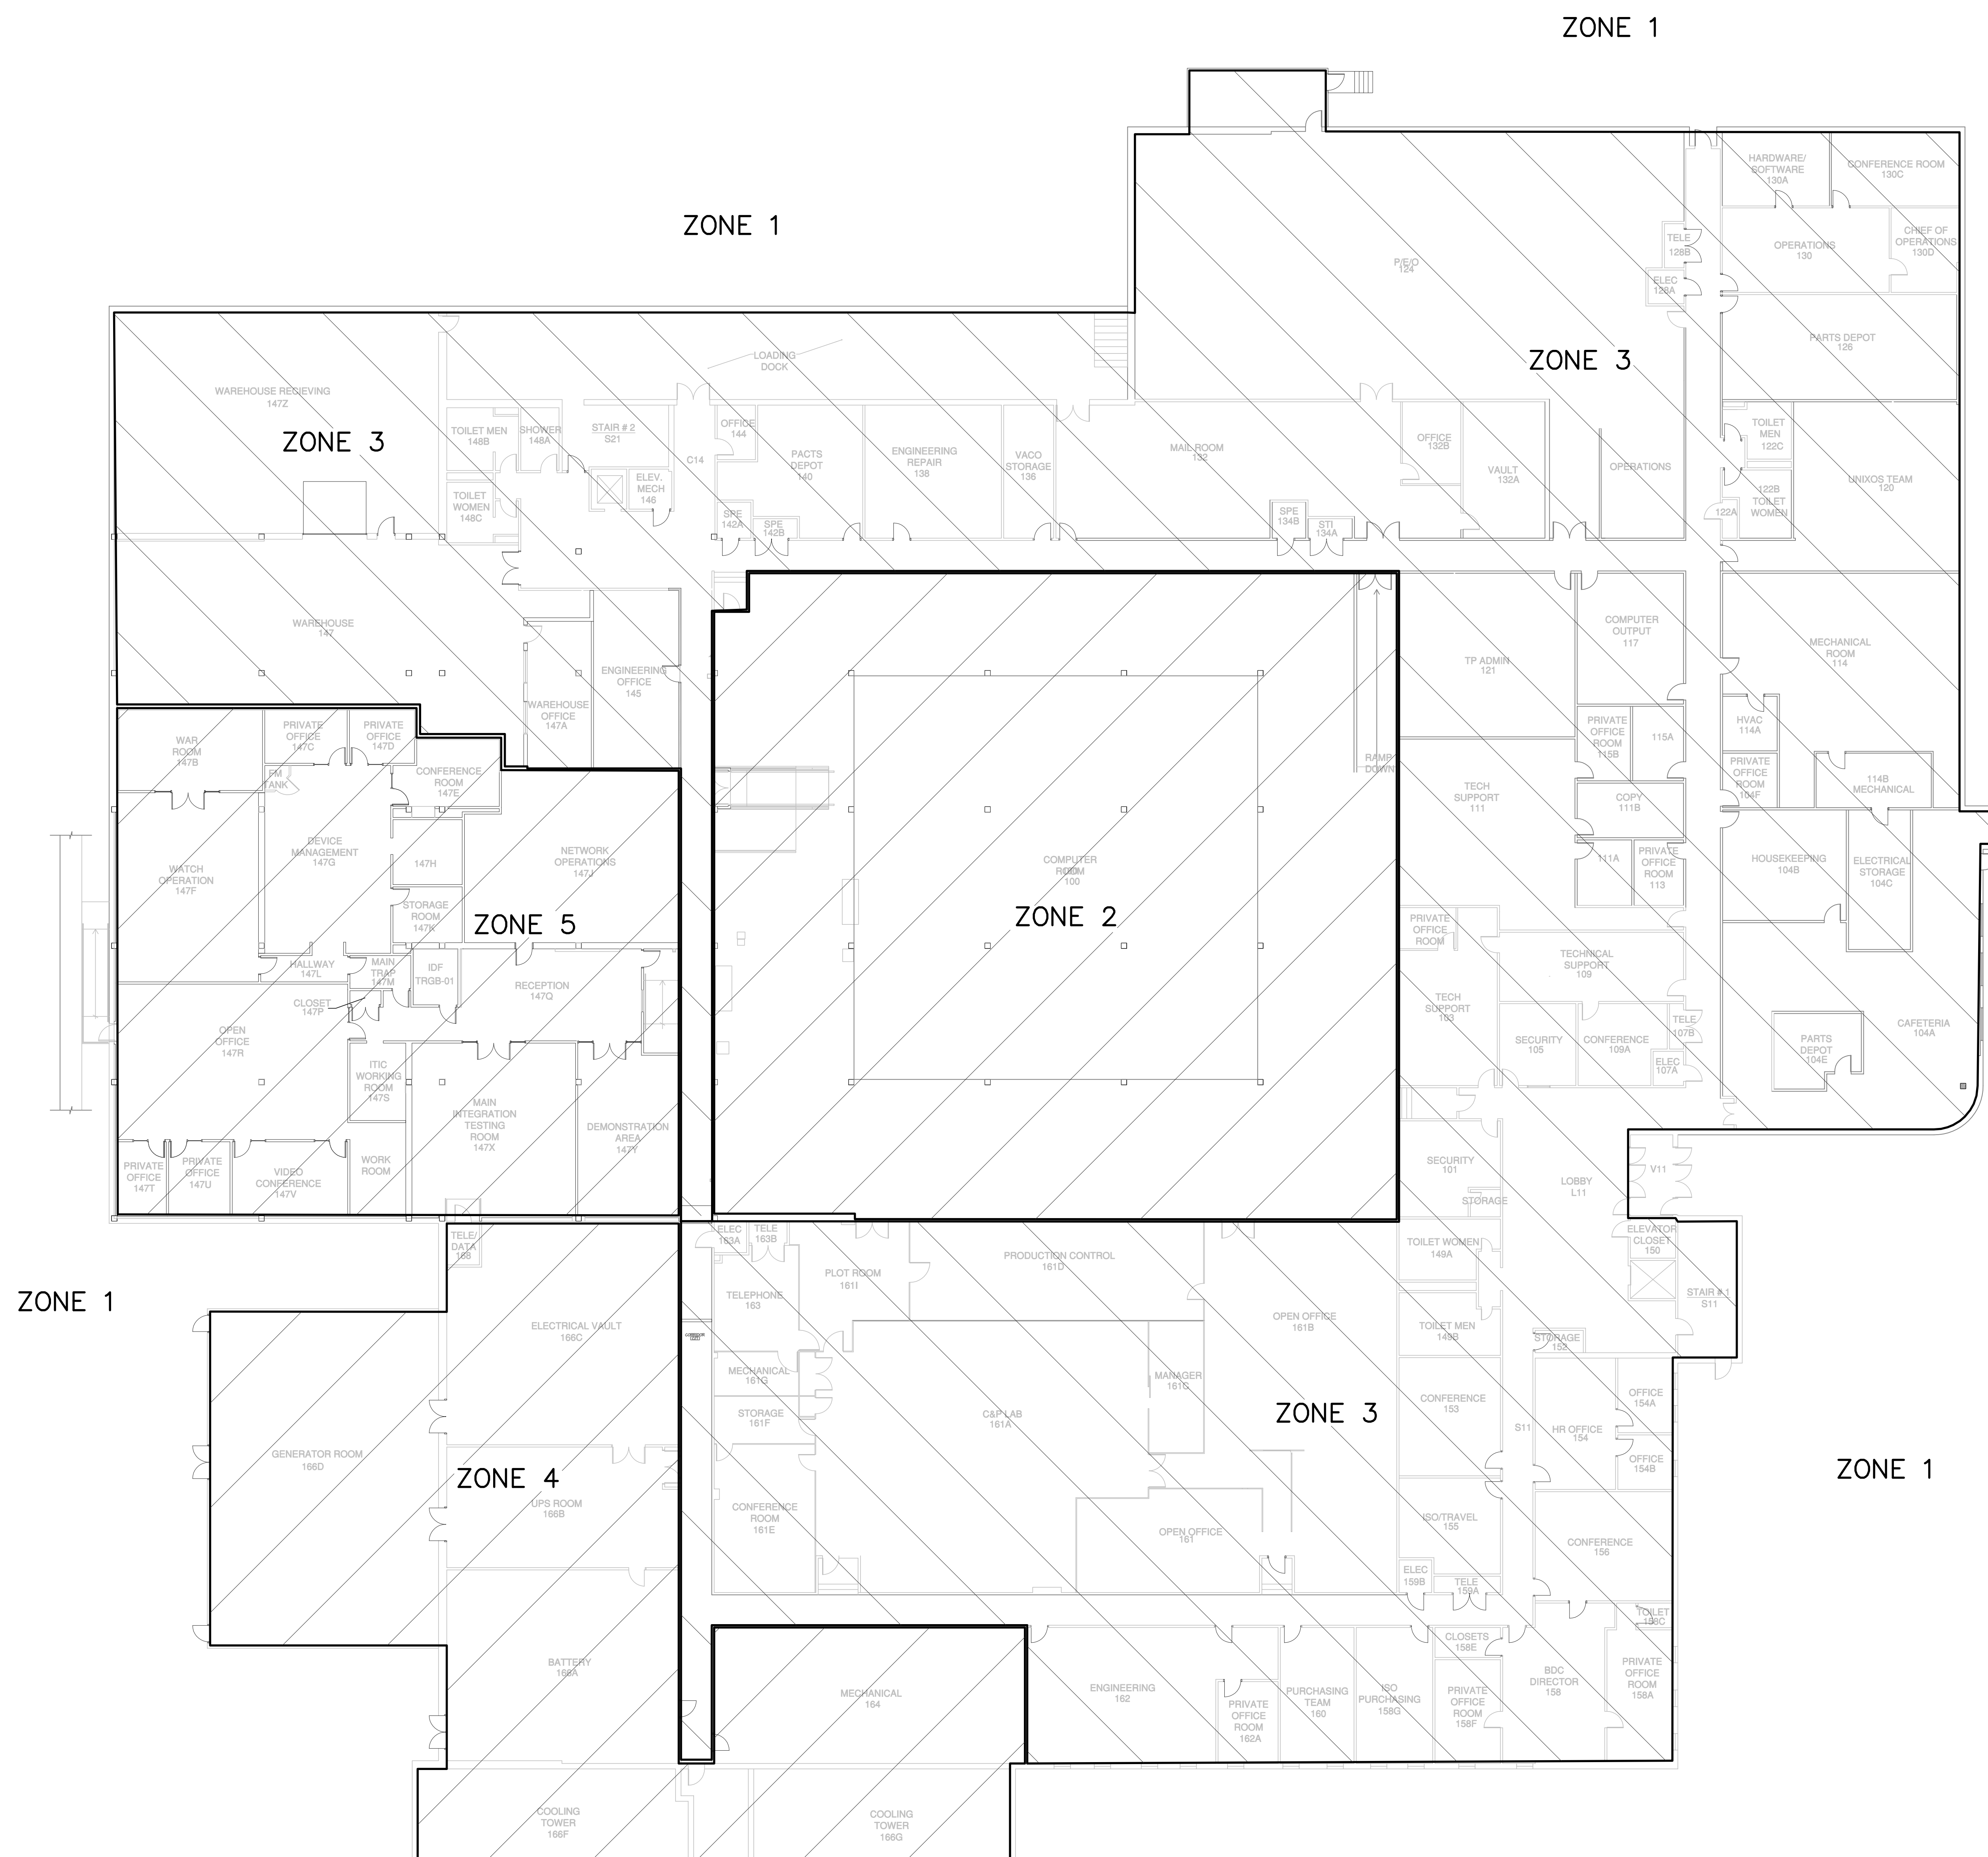 ZONE 1
ZONE 1
HARDWARE/
SOFTWARE
130A
CONFERENCE ROOM
130C
TELE
128B
OPERATIONS
130
CHIEF OF
OPERATIONS
130D
P/E/O
124
ELEC
128A
PARTS DEPOT
126
ZONE 3
LOADING
DOCK
WAREHOUSE RECIEVING
147Z
ZONE 3
TOILET MEN
148B
SHOWER
148A
STAIR # 2
S21
C14
OFFICE
144
PACTS
DEPOT
140
ENGINEERING
REPAIR
138
VACO
STORAGE
136
MAIL ROOM
132
OFFICE
132B
VAULT
132A
OPERATIONS
TOILET
MEN
122C
UNIXOS TEAM
120
TOILET
WOMEN
148C
ELEV.
MECH
146
SPE
142A
SPE
142B
SPE
134B
STI
134A
122A
122B
TOILET
WOMEN
WAREHOUSE
147
WAREHOUSE
OFFICE
147A
ENGINEERING
OFFICE
145
TP ADMIN
121
COMPUTER
OUTPUT
117
MECHANICAL
ROOM
114
PRIVATE
OFFICE
ROOM
115B
115A
HVAC
114A
PRIVATE
OFFICE
ROOM
104F
114B
MECHANICAL
RAMP
DOWN
TECH
SUPPORT
111
COPY
111B
111A
PRIVATE
OFFICE
ROOM
113
WAR
ROOM
147B
PRIVATE
OFFICE
147C
PRIVATE
OFFICE
147D
FM
TANK
CONFERENCE
ROOM
147E
DEVICE
MANAGEMENT
147G
147H
NETWORK
OPERATIONS
147J
WATCH
OPERATION
147F
STORAGE
ROOM
147K
ZONE 5
COMPUTER
ROOM
100
ZONE 2
HOUSEKEEPING
104B
ELECTRICAL
STORAGE
104C
PRIVATE
OFFICE
ROOM
TECHNICAL
SUPPORT
109
HALLWAY
147L
MAIN
TRAP
147M
IDF
TRGB-01
RECEPTION
147Q
CLOSET
147P
OPEN
OFFICE
147R
ITIC
WORKING
ROOM
147S
TECH
SUPPORT
103
SECURITY
105
CONFERENCE
109A
TELE
107B
ELEC
107A
PARTS
DEPOT
104E
CAFETERIA
104A
MAIN
INTEGRATION
TESTING
ROOM
147X
DEMONSTRATION
AREA
147Y
PRIVATE
OFFICE
147T
PRIVATE
OFFICE
147U
VIDEO
CONFERENCE
147V
WORK
ROOM
SECURITY
101
STORAGE
LOBBY
L11
V11
TELE/
DATA
168
ELEC
163A
TELE
163B
PLOT ROOM
161I
PRODUCTION CONTROL
161D
TOILET WOMEN
149A
ELEVATOR
CLOSET
150
ZONE 1
TELEPHONE
163
OPEN OFFICE
161B
TOILET MEN
149B
STAIR # 1
S11
STORAGE
152
ELECTRICAL VAULT
166C
MECHANICAL
161G
MANAGER
161C
CONFERENCE
153
OFFICE
154A
STORAGE
161F
C&P LAB
161A
ZONE 3
S11
HR OFFICE
154
OFFICE
154B
GENERATOR ROOM
166D
ZONE 4
UPS ROOM
166B
CONFERENCE
ROOM
161E
OPEN OFFICE
161
ISO/TRAVEL
155
CONFERENCE
156
ZONE 1
ELEC
159B
TELE
159A
TOILET
158C
BATTERY
166A
MECHANICAL
164
ENGINEERING
162
PRIVATE
OFFICE
ROOM
162A
PURCHASING
TEAM
160
ISO
PURCHASING
158G
CLOSETS
158E
PRIVATE
OFFICE
ROOM
158F
BDC
DIRECTOR
158
PRIVATE
OFFICE
ROOM
158A
COOLING
TOWER
166F
COOLING
TOWER
166G